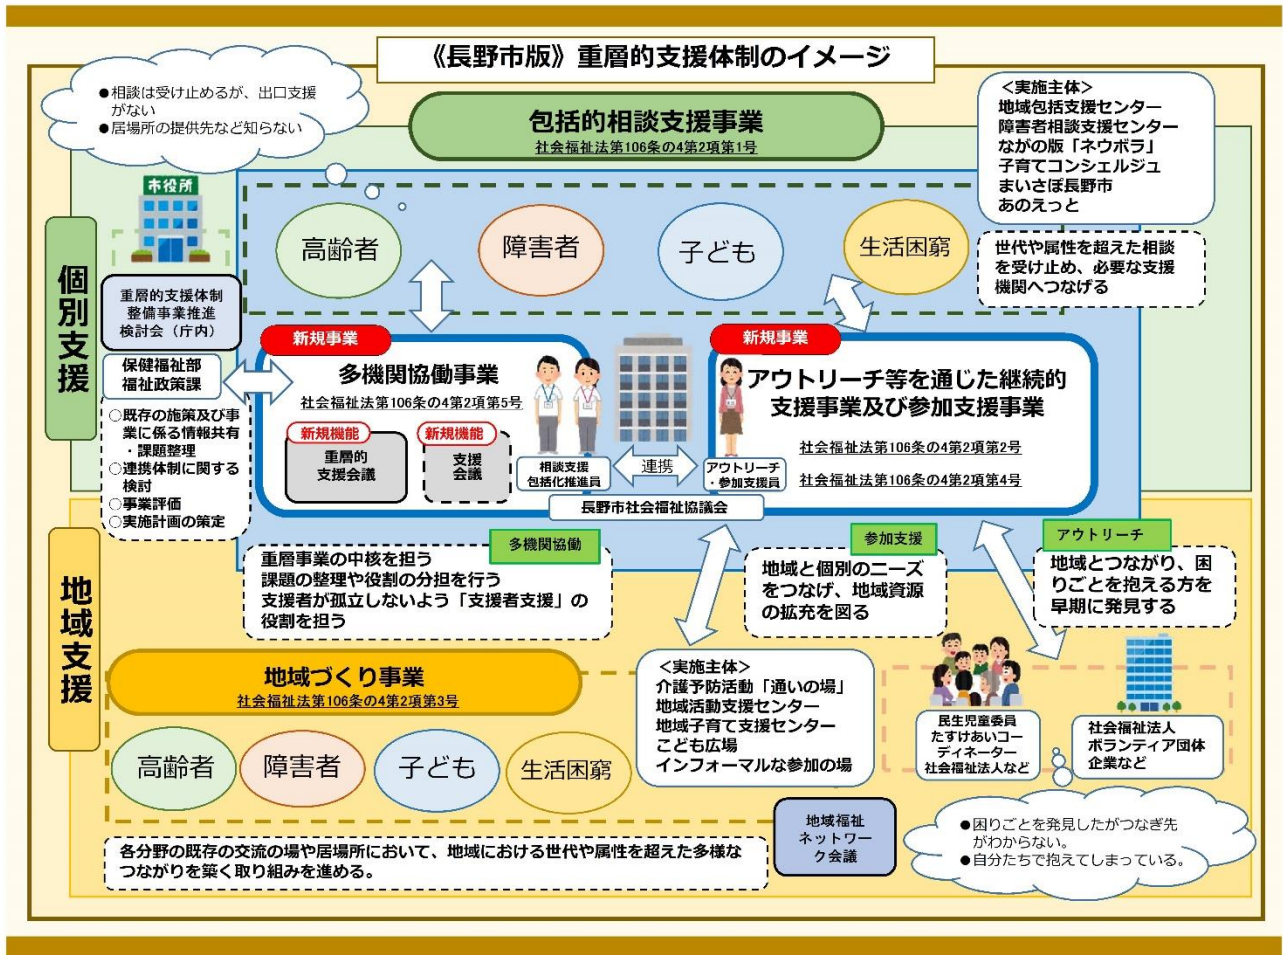 《長野市版》重層的支援体制のイメージ
●相談は受け止めるが、出口支援
がない
●居場所の提供先など知らない
包括的相談支援事業
社会福祉法第106条の4第2項第1号
＜実施主体＞
地域包括支援センター
障害者相談支援センター
ながの版「ネウボラ」
子育てコンシェルジュ
まいさぽ長野市
あのえっと
世代や属性を超えた相談
を受け止め、必要な支援
機関へつなげる
市役所
個別支援
高齢者
障害者
子ども
生活困窮
重層的支援体制
整備事業推進
検討会（庁内）
保健福祉部
福祉政策課
○既存の施策及び事
業に係る情報共有
・課題整理
○連携体制に関する
検討
○事業評価
○実施計画の策定
新規事業
多機関協働事業
社会福祉法第106条の4第2項第5号
新規機能
重層的
支援会議
新規機能
支援
会議
相談支援
包括化推進員
連携
アウトリーチ
・参加支援員
長野市社会福祉協議会
新規事業
アウトリーチ等を通じた継続的
支援事業及び参加支援事業
社会福祉法第106条の4第2項第2号
社会福祉法第106条の4第2項第4号
多機関協働
重層事業の中核を担う
課題の整理や役割の分担を行う
支援者が孤立しないよう「支援者支援」の
役割を担う
参加支援
地域と個別のニーズ
をつなげ、地域資源
の拡充を図る
アウトリーチ
地域とつながり、困
りごとを抱える方を
早期に発見する
地域支援
地域づくり事業
社会福祉法第106条の4第2項第3号
高齢者
障害者
子ども
生活困窮
＜実施主体＞
介護予防活動「通いの場」
地域活動支援センター
地域子育て支援センター
こども広場
インフォーマルな参加の場
民生児童委員
たすけあいコー
ディネーター
社会福祉法人など
社会福祉法人
ボランティア団体
企業など
地域福祉
ネットワー
ク会議
●困りごとを発見したがつなぎ先
がわからない。
●自分たちで抱えてしまっている。
各分野の既存の交流の場や居場所において、地域における世代や属性を超えた多様な
つながりを築く取り組みを進める。